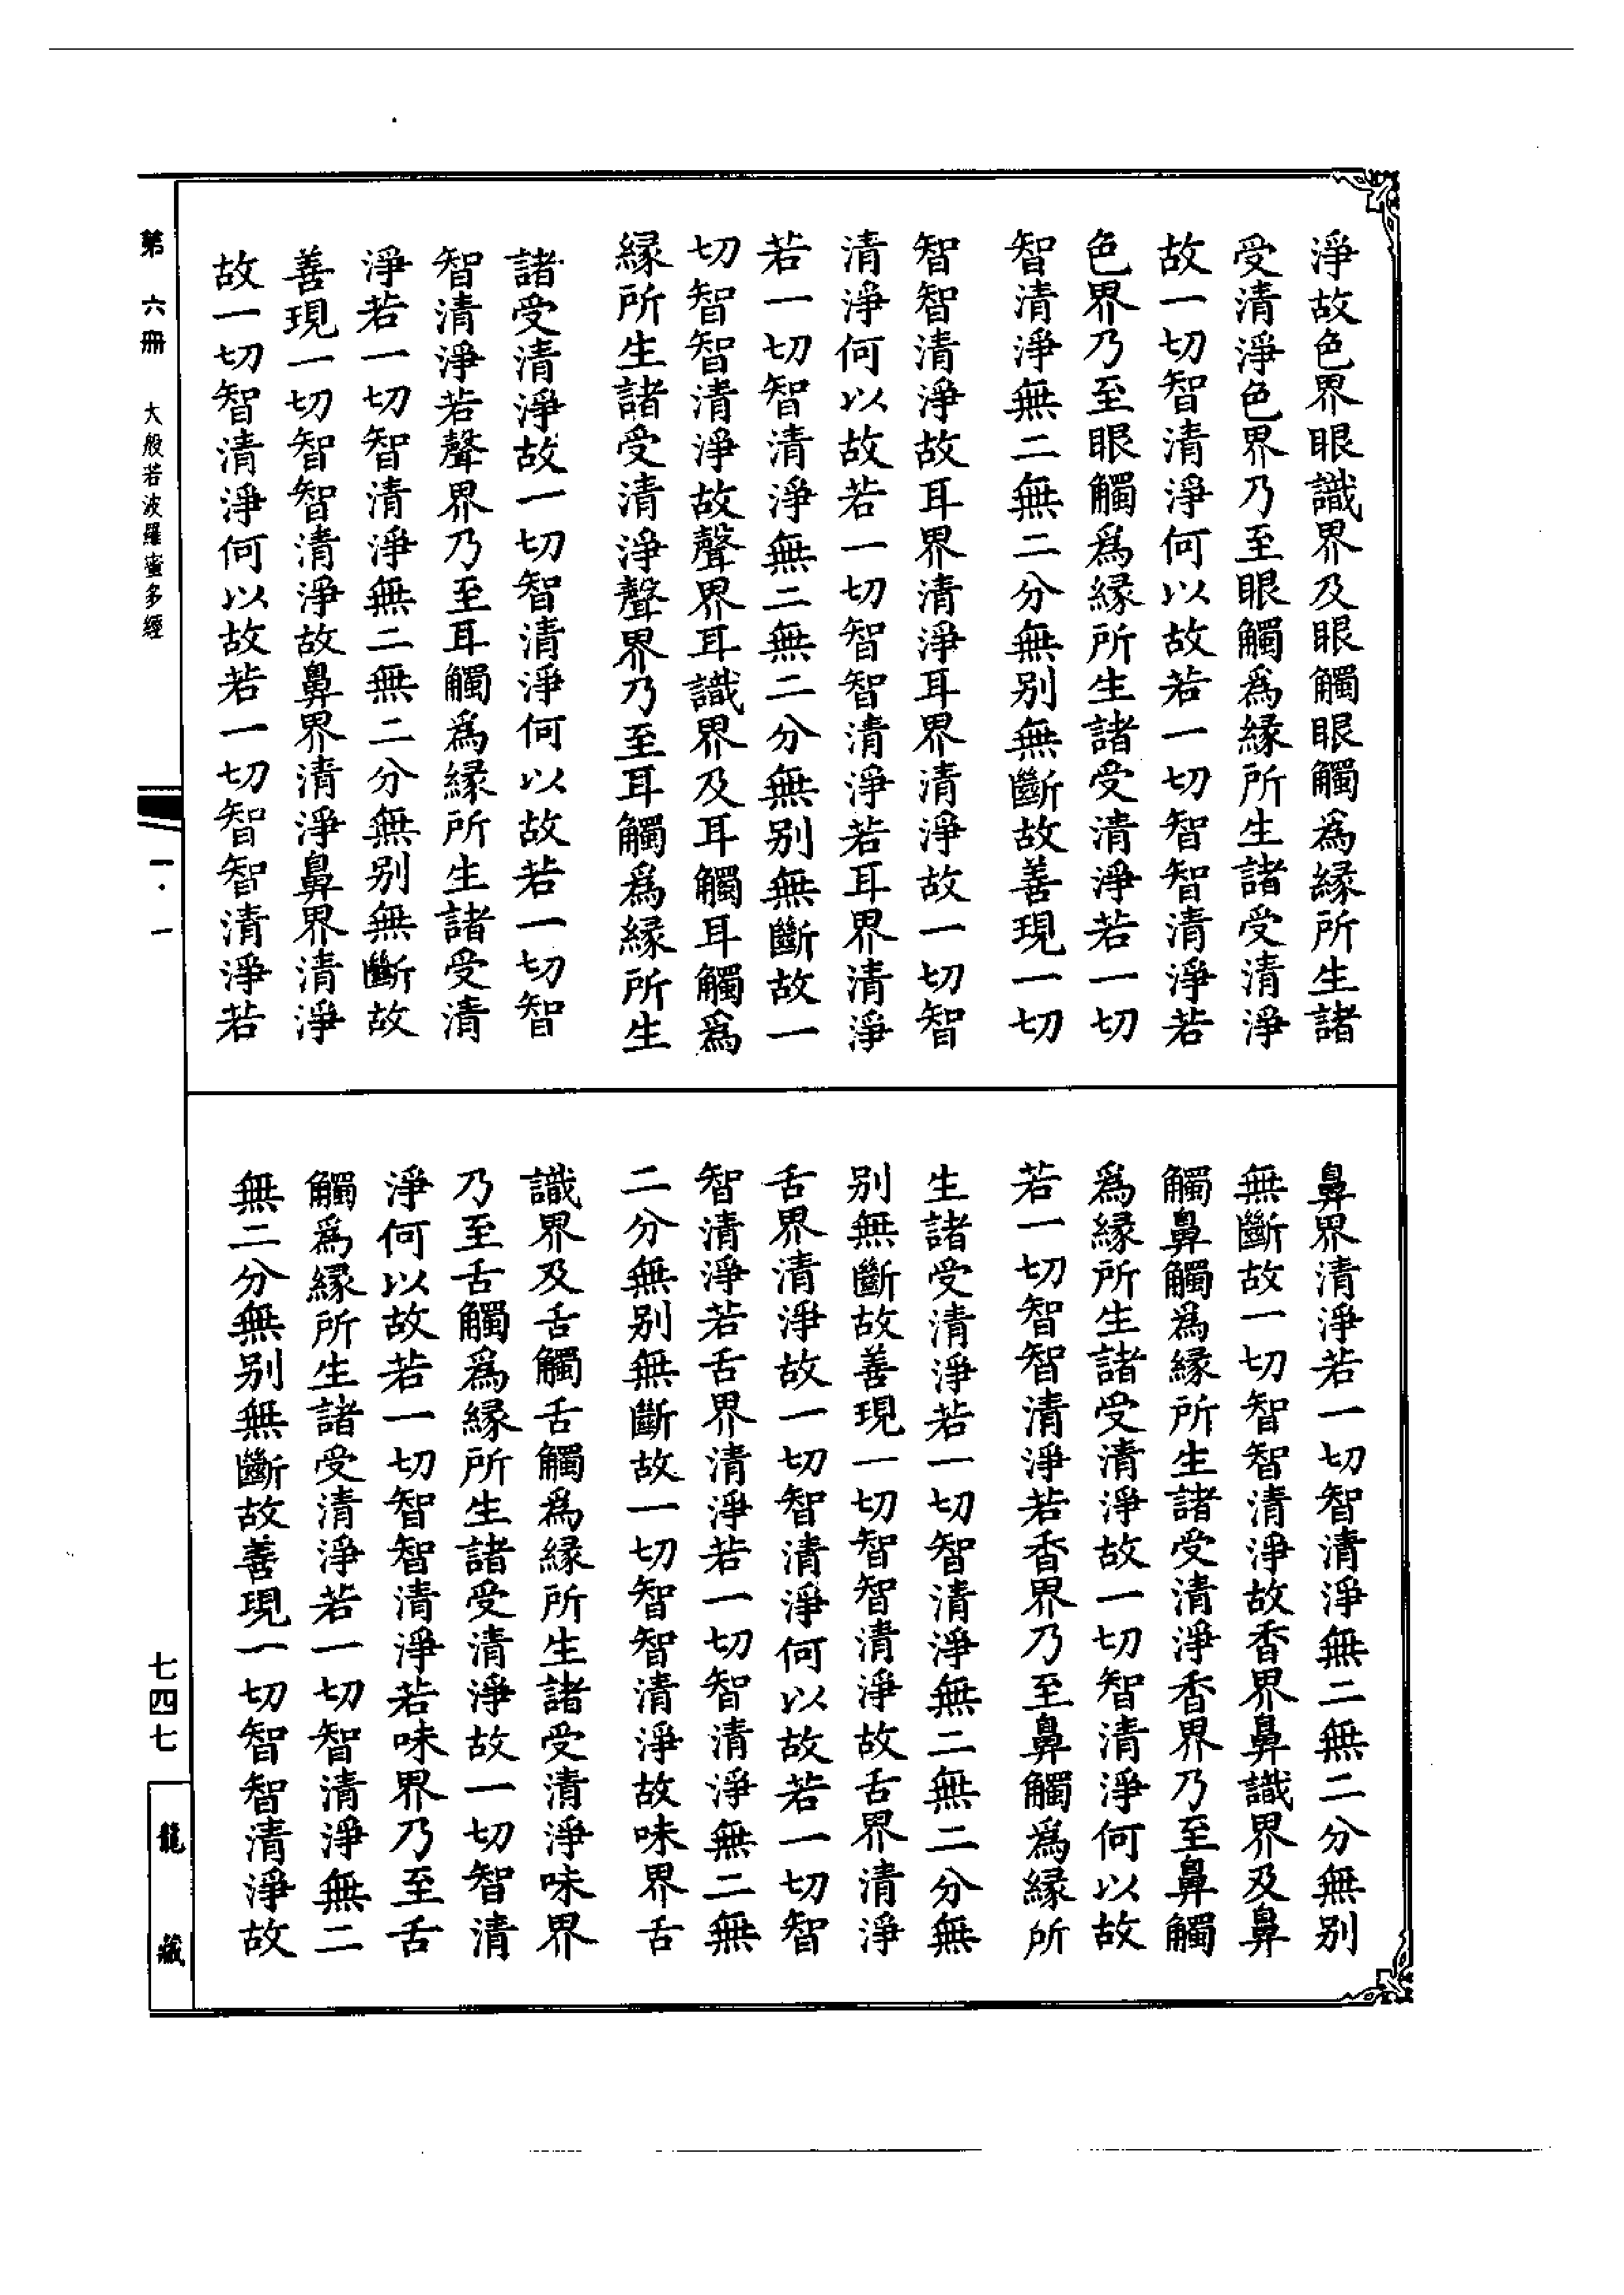 淨故色界眼識界及眼觸眼觸爲緣所生諸
受清淨色界乃至眼觸爲緣所生諸受清淨
故一切智清淨何以故若一切智智清淨若
色界乃至眼觸爲緣所生諸受清淨若一切
智清淨無二無二分無別無斷故善現一切
智智清淨故耳界清淨耳界清淨故一切智
清淨何以故若一切智智清淨若耳界清淨
若一切智清淨無二無二分無別無斷故一
切智智清淨故聲界耳識界及耳觸耳觸爲
緣所生諸受清淨聲界乃至耳觸爲緣所生
諸受清淨故一切智清淨何以故若一切智
智清淨若聲界乃至耳觸爲緣所生諸受清
淨若一切智清淨無二無二分無別無斷故
善現一切智智清淨故鼻界清淨鼻界清淨
故一切智清淨何以故若一切智智清淨若
鼻界清淨若一切智清淨無二無二分無別
無斷故一切智智清淨故香界鼻識界及鼻
觸鼻觸爲緣所生諸受清淨香界乃至鼻觸
爲緣所生諸受清淨故一切智清淨何以故
若一切智智清淨若香界乃至鼻觸爲緣所
生諸受清淨若一切智清淨無二無二分無
別無斷故善現一切智智清淨故舌界清淨
舌界清淨故一切智清淨何以故若一切智
智清淨若舌界清淨若一切智清淨無二無
二分無別無斷故一切智智清淨故味界舌
識界及舌觸舌觸爲緣所生諸受清淨味界
乃至舌觸爲緣所生諸受清淨故一切智清
淨何以故若一切智智清淨若味界乃至舌
觸爲緣所生諸受清淨若一切智清淨無二
無二分無別無斷故善現一切智智清淨故
第六冊 大般若波羅蜜多經 一·一
七四七 龍藏